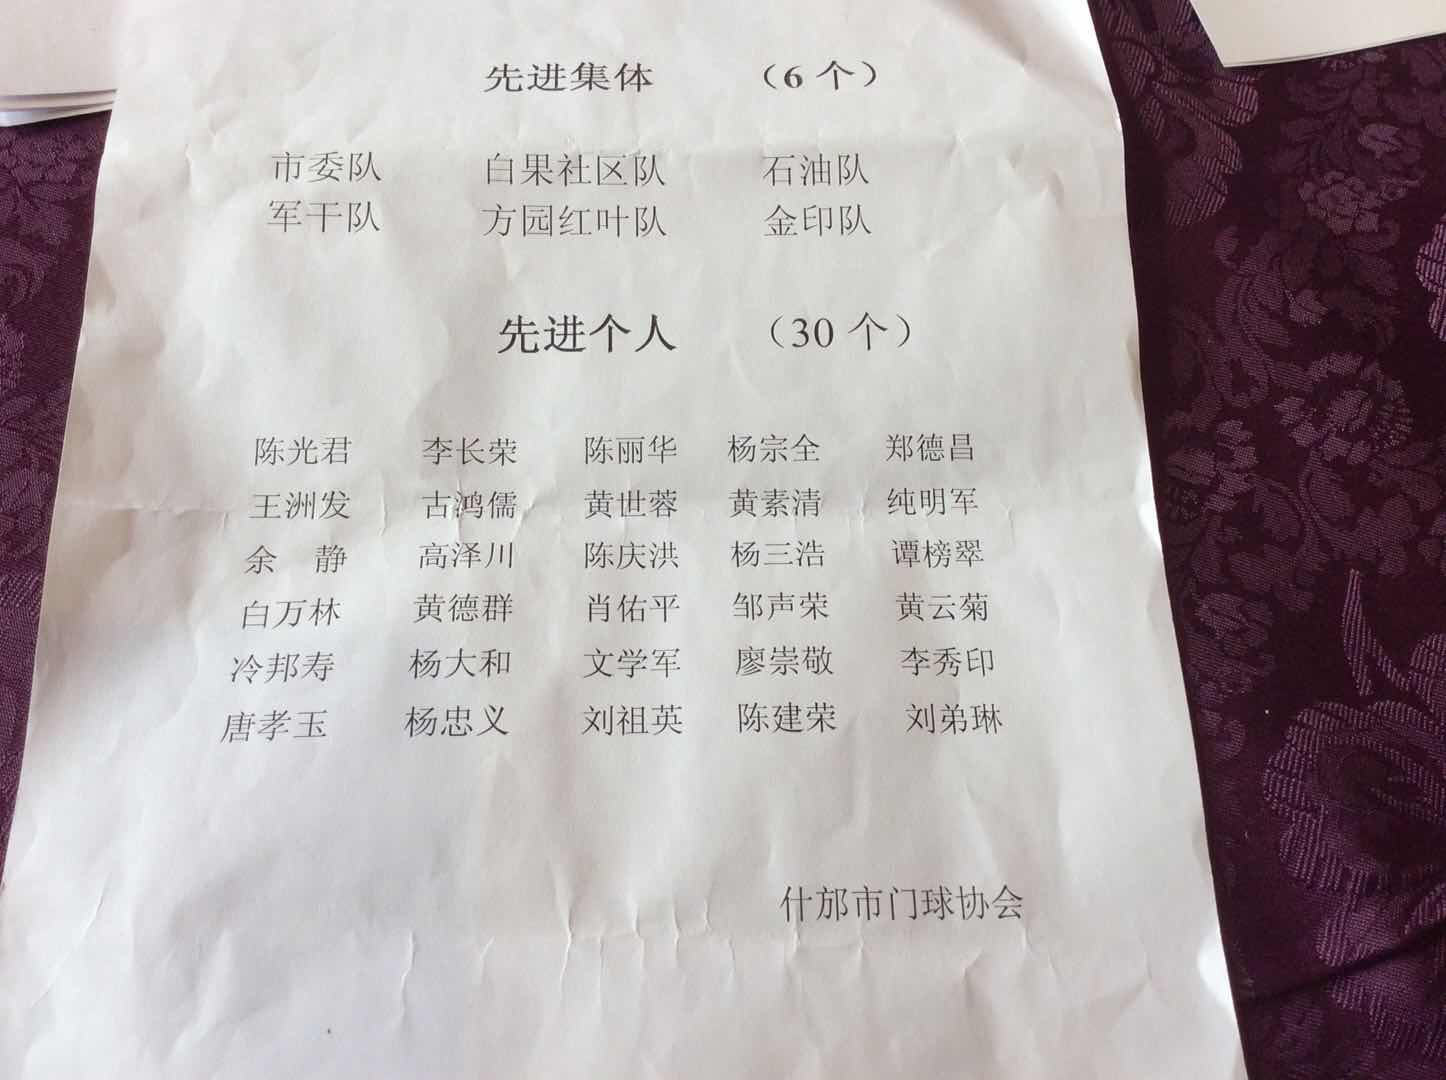 先进集体 （6 个）
市委队 白果社区队 石油队
军干队 方园红叶队 金印队
先进个人 （30 个）
陈光君 李长荣 陈丽华 杨宗全 郑德昌
王洲发 古鸿儒 黄世蓉 黄素清 纯明军
余 静 高泽川 陈庆洪 杨三浩 谭榜翠
白万林 黄德群 肖佑平 邹声荣 黄云菊
冷邦寿 杨大和 文学军 廖崇敬 李秀印
唐孝玉 杨忠义 刘祖英 陈建荣 刘弟琳
什邡市门球协会